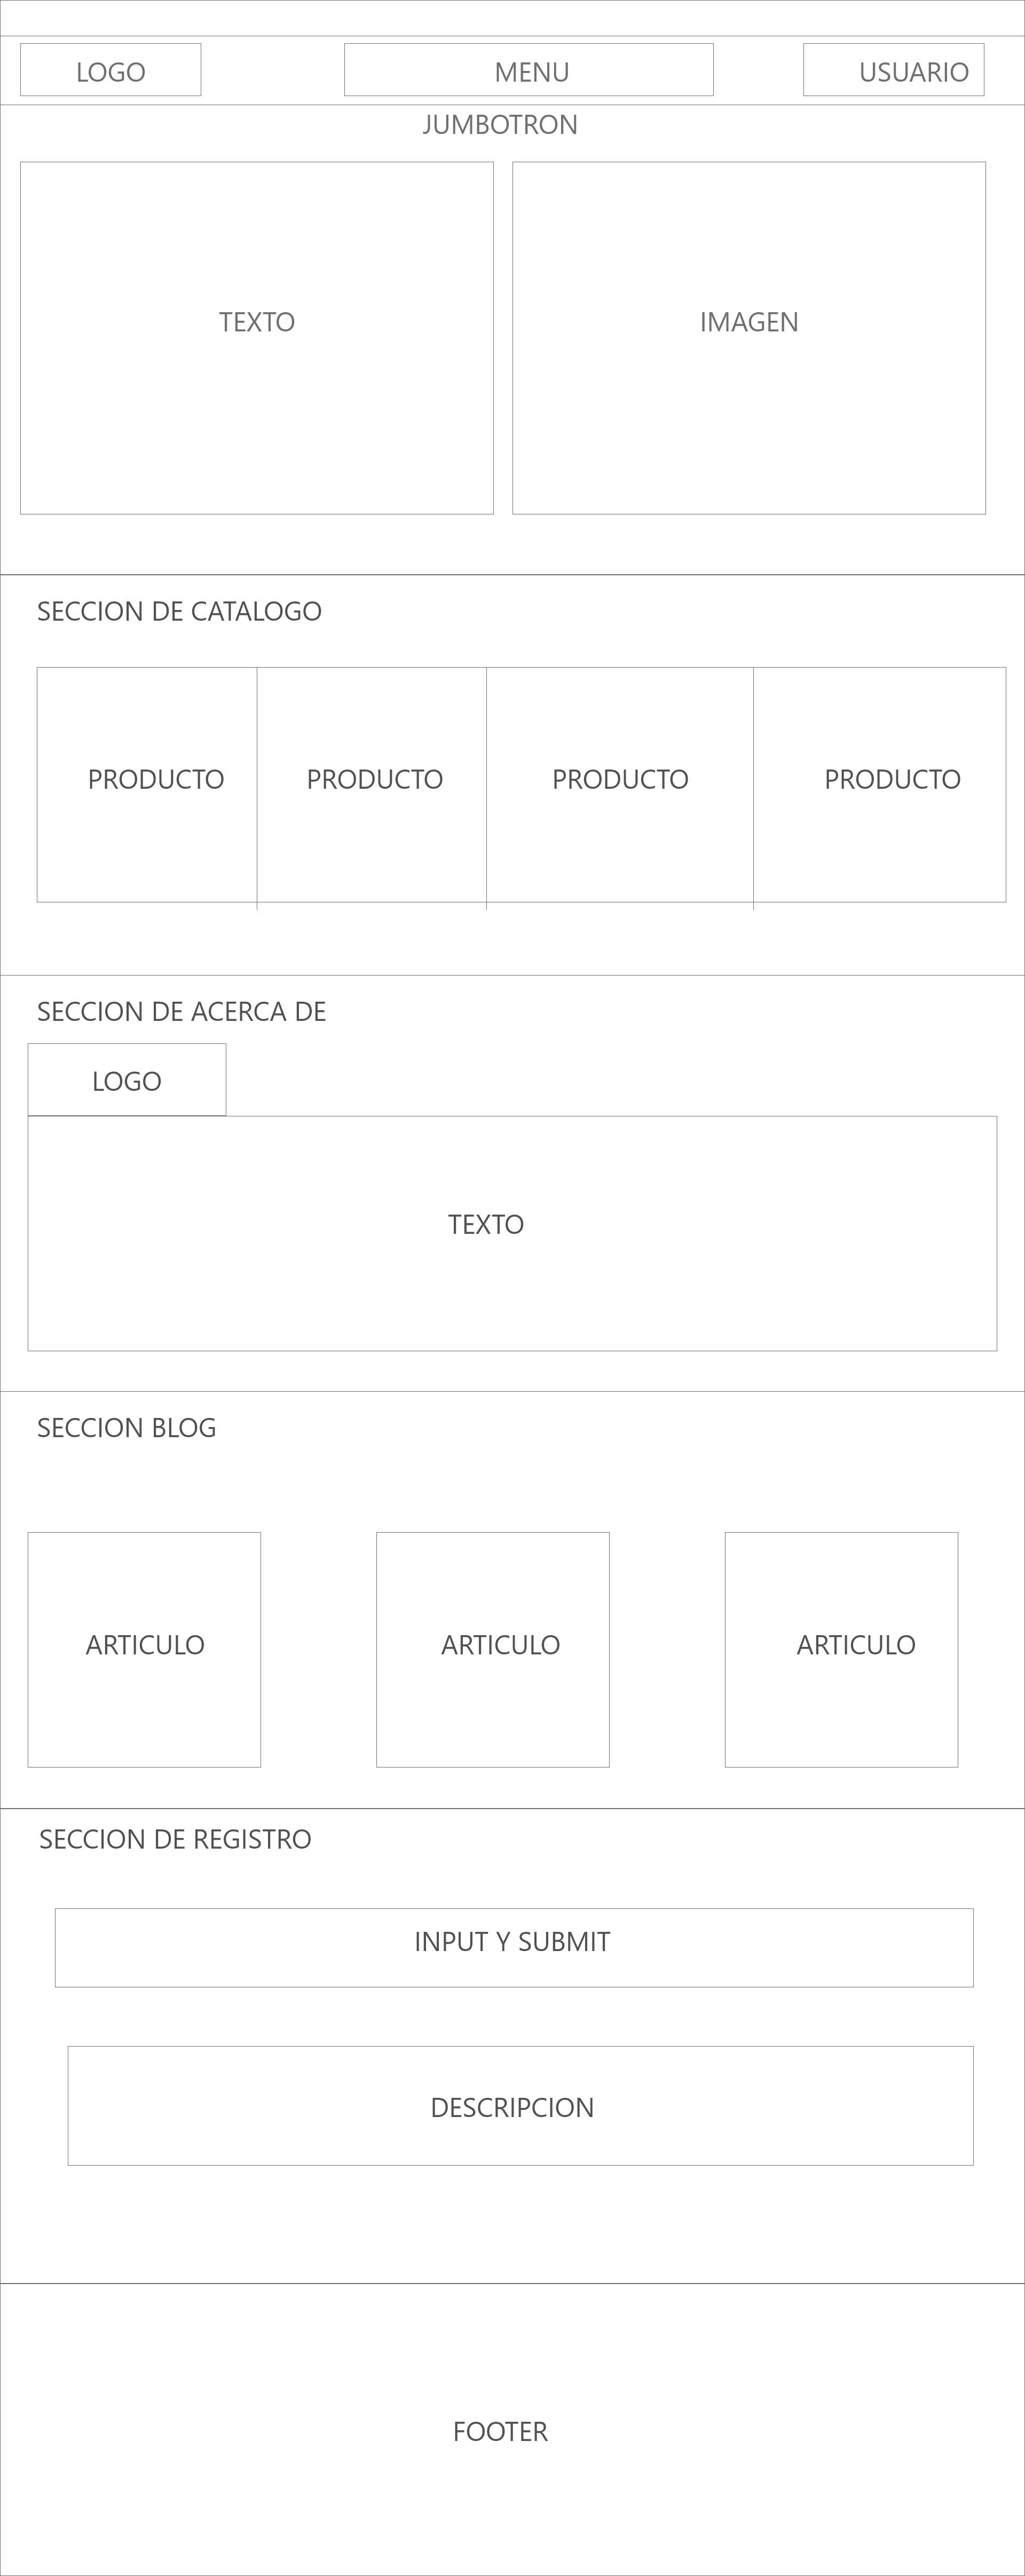 LOGO
MENU
USUARIO
JUMBOTRON
TEXTO
IMAGEN
SECCION DE CATALOGO
PRODUCTO
PRODUCTO
PRODUCTO
PRODUCTO
SECCION DE ACERCA DE
LOGO
TEXTO
SECCION BLOG
ARTICULO
ARTICULO
ARTICULO
SECCION DE REGISTRO
INPUT Y SUBMIT
DESCRIPCION
FOOTER